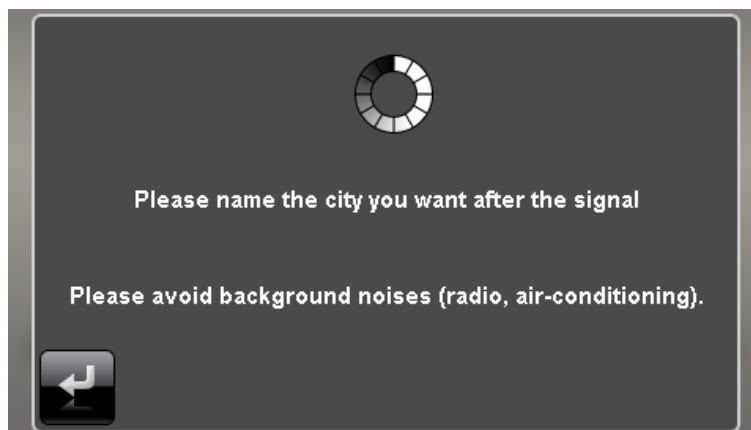 Please name the city you want after the signal
Please avoid background noises (radio, air-conditioning).